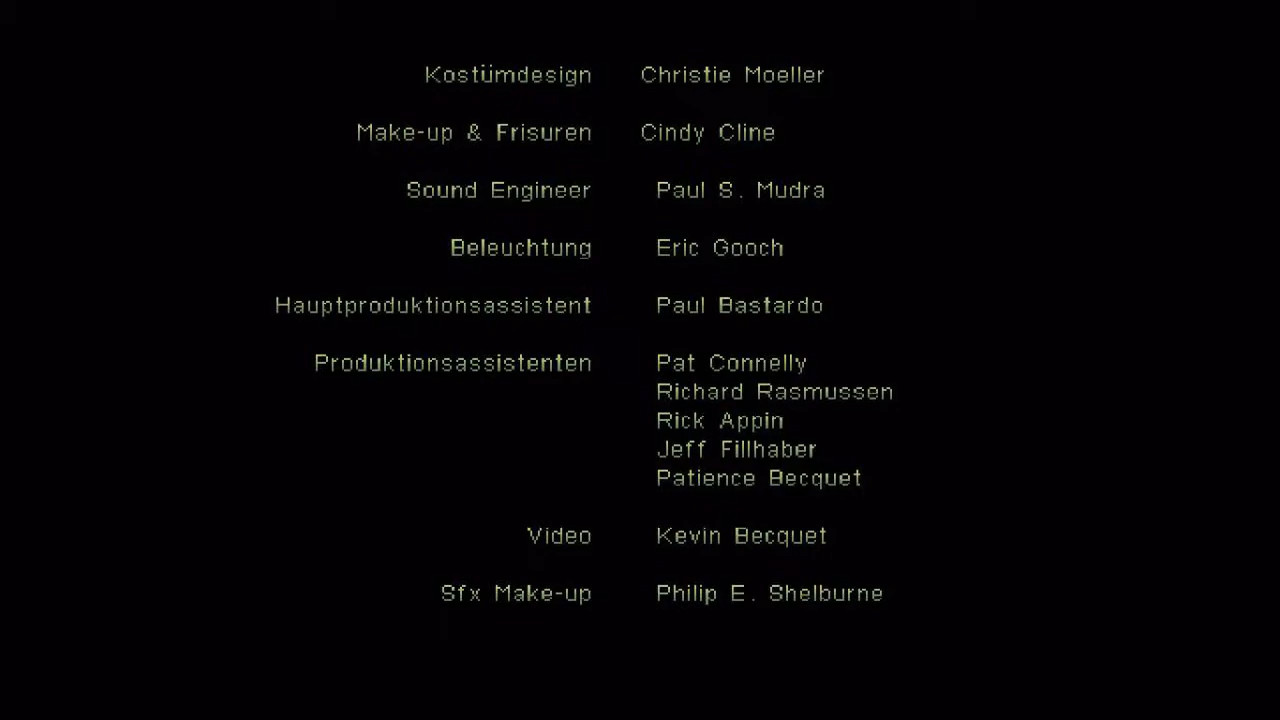 Kostümdesign Christie Moeller
Make-up & Frisuren Cindy Cline
Sound Engineer Paul S. Mudra
Beleuchtung Eric Gooch
Hauptproduktionsassistent Paul Bastardo
Produktionsassistenten Pat Connelly
Richard Rasmussen
Rick Appin
Jeff Fillhaber
Patience Becquet
Video Kevin Becquet
Sfx Make-up Philip E. Shelburne